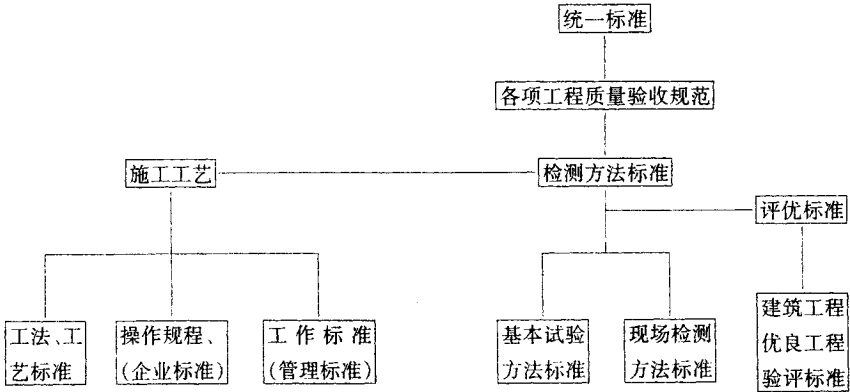 统一标准
各项工程质量验收规范
施工工艺
检测方法标准
评优标准
工法、工
艺标准
操作规程、
(企业标准)
工作标准
(管理标准)
基本试验
方法标准
现场检测
方法标准
建筑工程
优良工程
验评标准